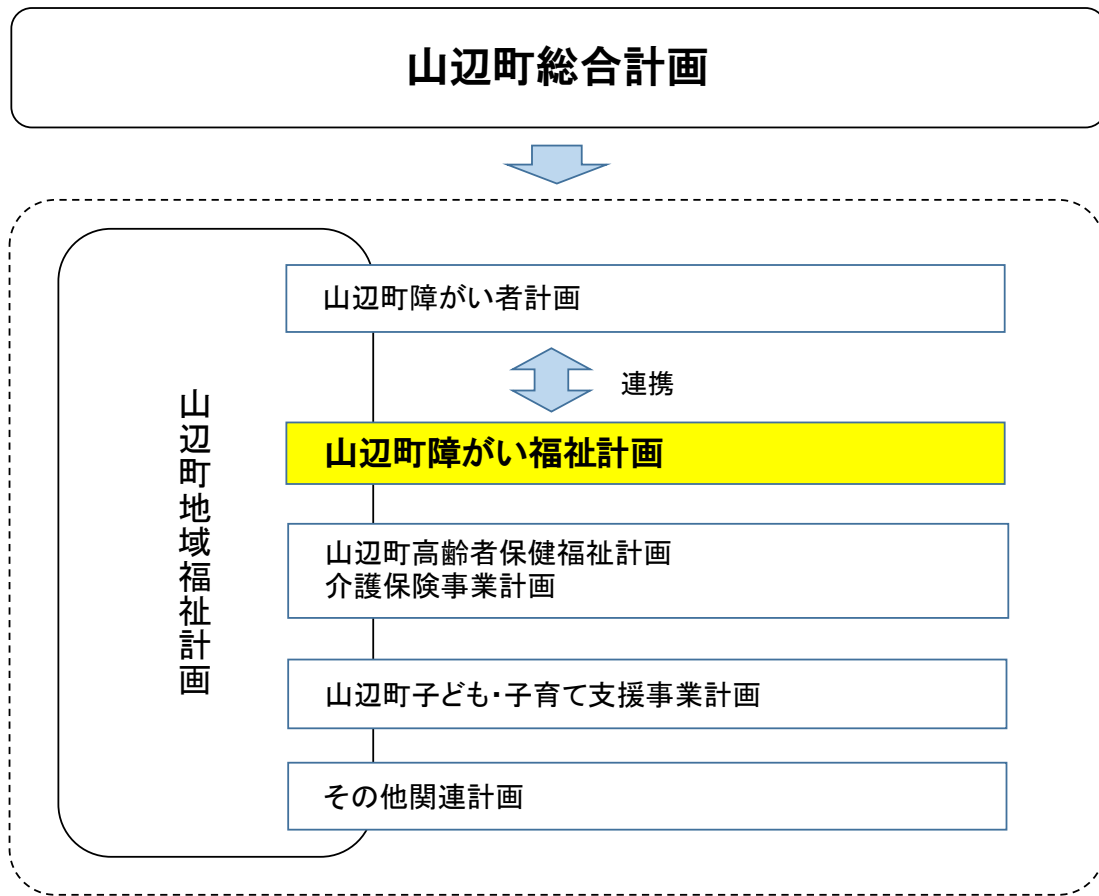 山辺町総合計画
山辺町地域福祉計画
山辺町障がい者計画
連携
山辺町障がい福祉計画
山辺町高齢者保健福祉計画
介護保険事業計画
山辺町子ども・子育て支援事業計画
その他関連計画